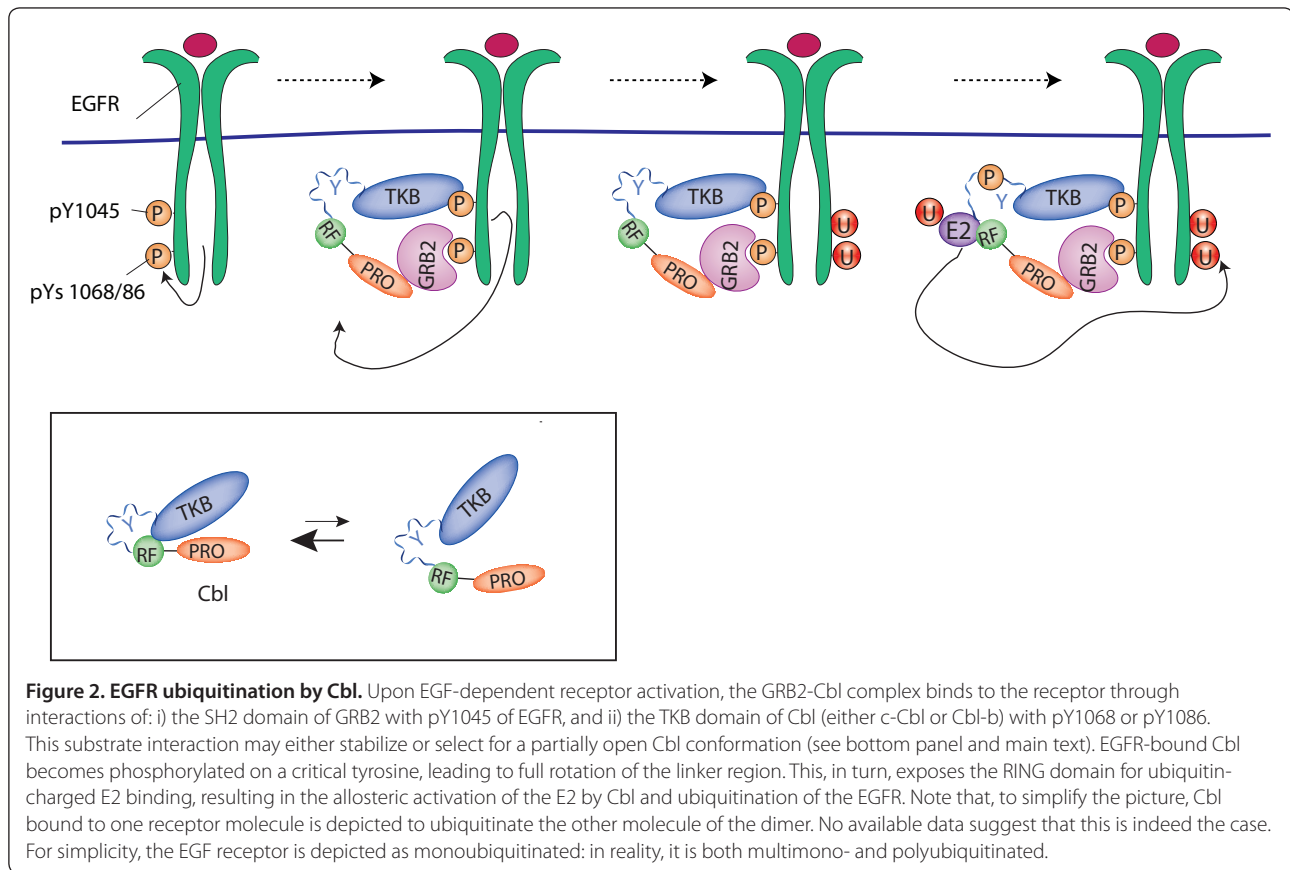 EGFR
pY1045
pYs 1068/86
P
P
Y
TKB
P
RF
GRB2
P
PRO
Y
TKB
P
RF
GRB2
P
PRO
U
U
P
Y
TKB
P
U
E2
RF
GRB2
P
PRO
U
U
Y
TKB
RF
PRO
Cbl
Y
TKB
RF
PRO
Figure 2. EGFR ubiquitination by Cbl. Upon EGF-dependent receptor activation, the GRB2-Cbl complex binds to the receptor through
interactions of: i) the SH2 domain of GRB2 with pY1045 of EGFR, and ii) the TKB domain of Cbl (either c-Cbl or Cbl-b) with pY1068 or pY1086.
This substrate interaction may either stabilize or select for a partially open Cbl conformation (see bottom panel and main text). EGFR-bound Cbl
becomes phosphorylated on a critical tyrosine, leading to full rotation of the linker region. This, in turn, exposes the RING domain for ubiquitin-
charged E2 binding, resulting in the allosteric activation of the E2 by Cbl and ubiquitination of the EGFR. Note that, to simplify the picture, Cbl
bound to one receptor molecule is depicted to ubiquitinate the other molecule of the dimer. No available data suggest that this is indeed the case.
For simplicity, the EGF receptor is depicted as monoubiquitinated: in reality, it is both multimono- and polyubiquitinated.